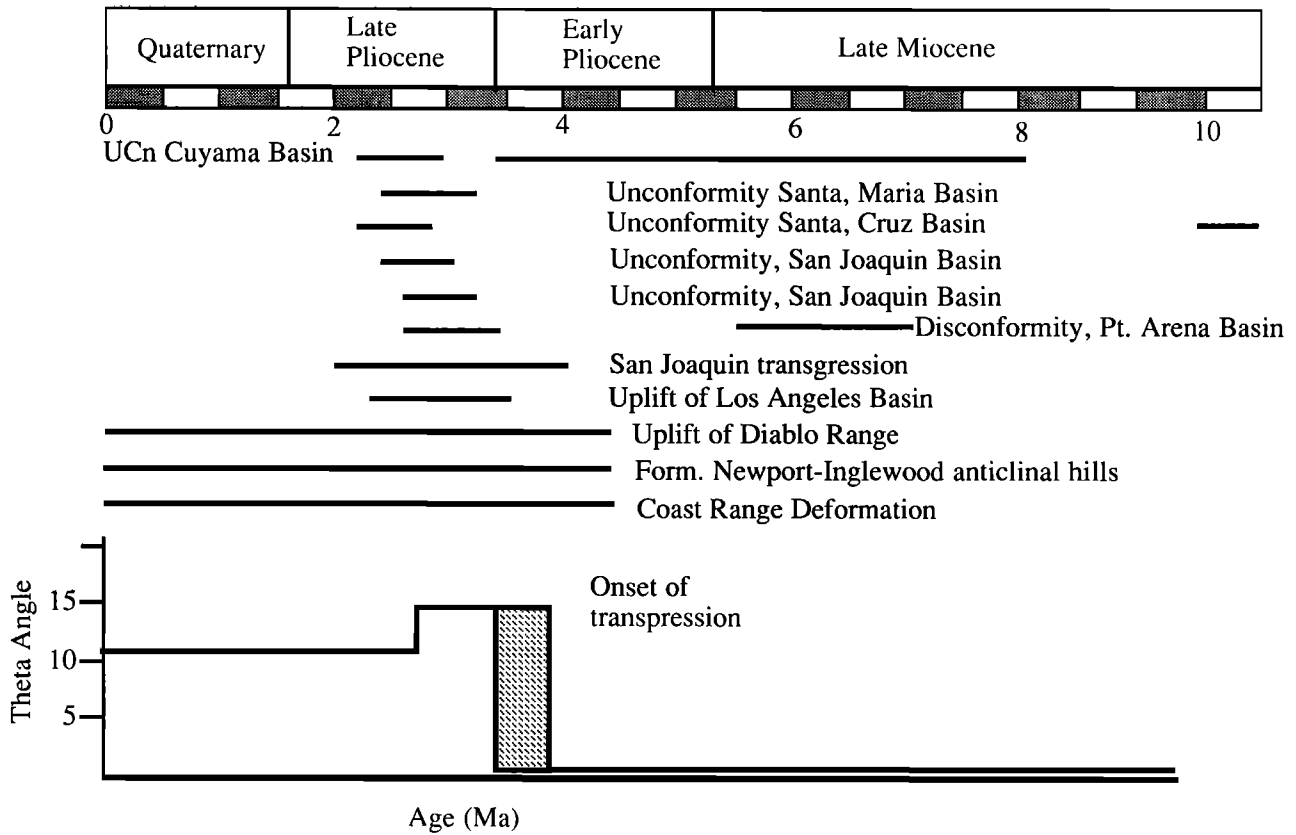 Quaternary
Late
Pliocene
Early
Pliocene
Late Miocene
0 2 4 6 8 10
UCn Cuyama Basin
Unconformity Santa, Maria Basin
Unconformity Santa, Cruz Basin
Unconformity, San Joaquin Basin
Unconformity, San Joaquin Basin
Disconformity, Pt. Arena Basin
San Joaquin transgression
Uplift of Los Angeles Basin
Uplift of Diablo Range
Form. Newport-Inglewood anticlinal hills
Coast Range Deformation
Onset of
transpression
Theta Angle
15
10
5
Age (Ma)